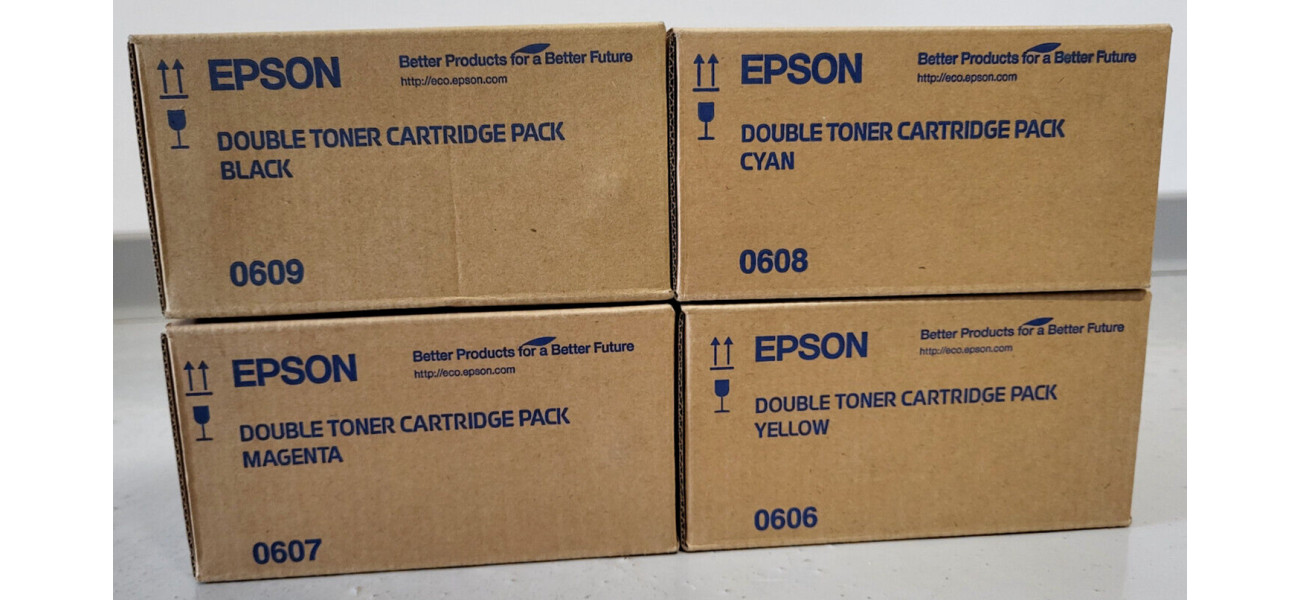 EPSON
Better Products for a Better Future
http://eco.epson.com
DOUBLE TONER CARTRIDGE PACK
BLACK
0609
EPSON
Better Products for a Better Future
http://eco.epson.com
DOUBLE TONER CARTRIDGE PACK
CYAN
0608
EPSON
Better Products for a Better Future
http://eco.epson.com
DOUBLE TONER CARTRIDGE PACK
MAGENTA
0607
EPSON
Better Products for a Better Future
http://eco.epson.com
DOUBLE TONER CARTRIDGE PACK
YELLOW
0606